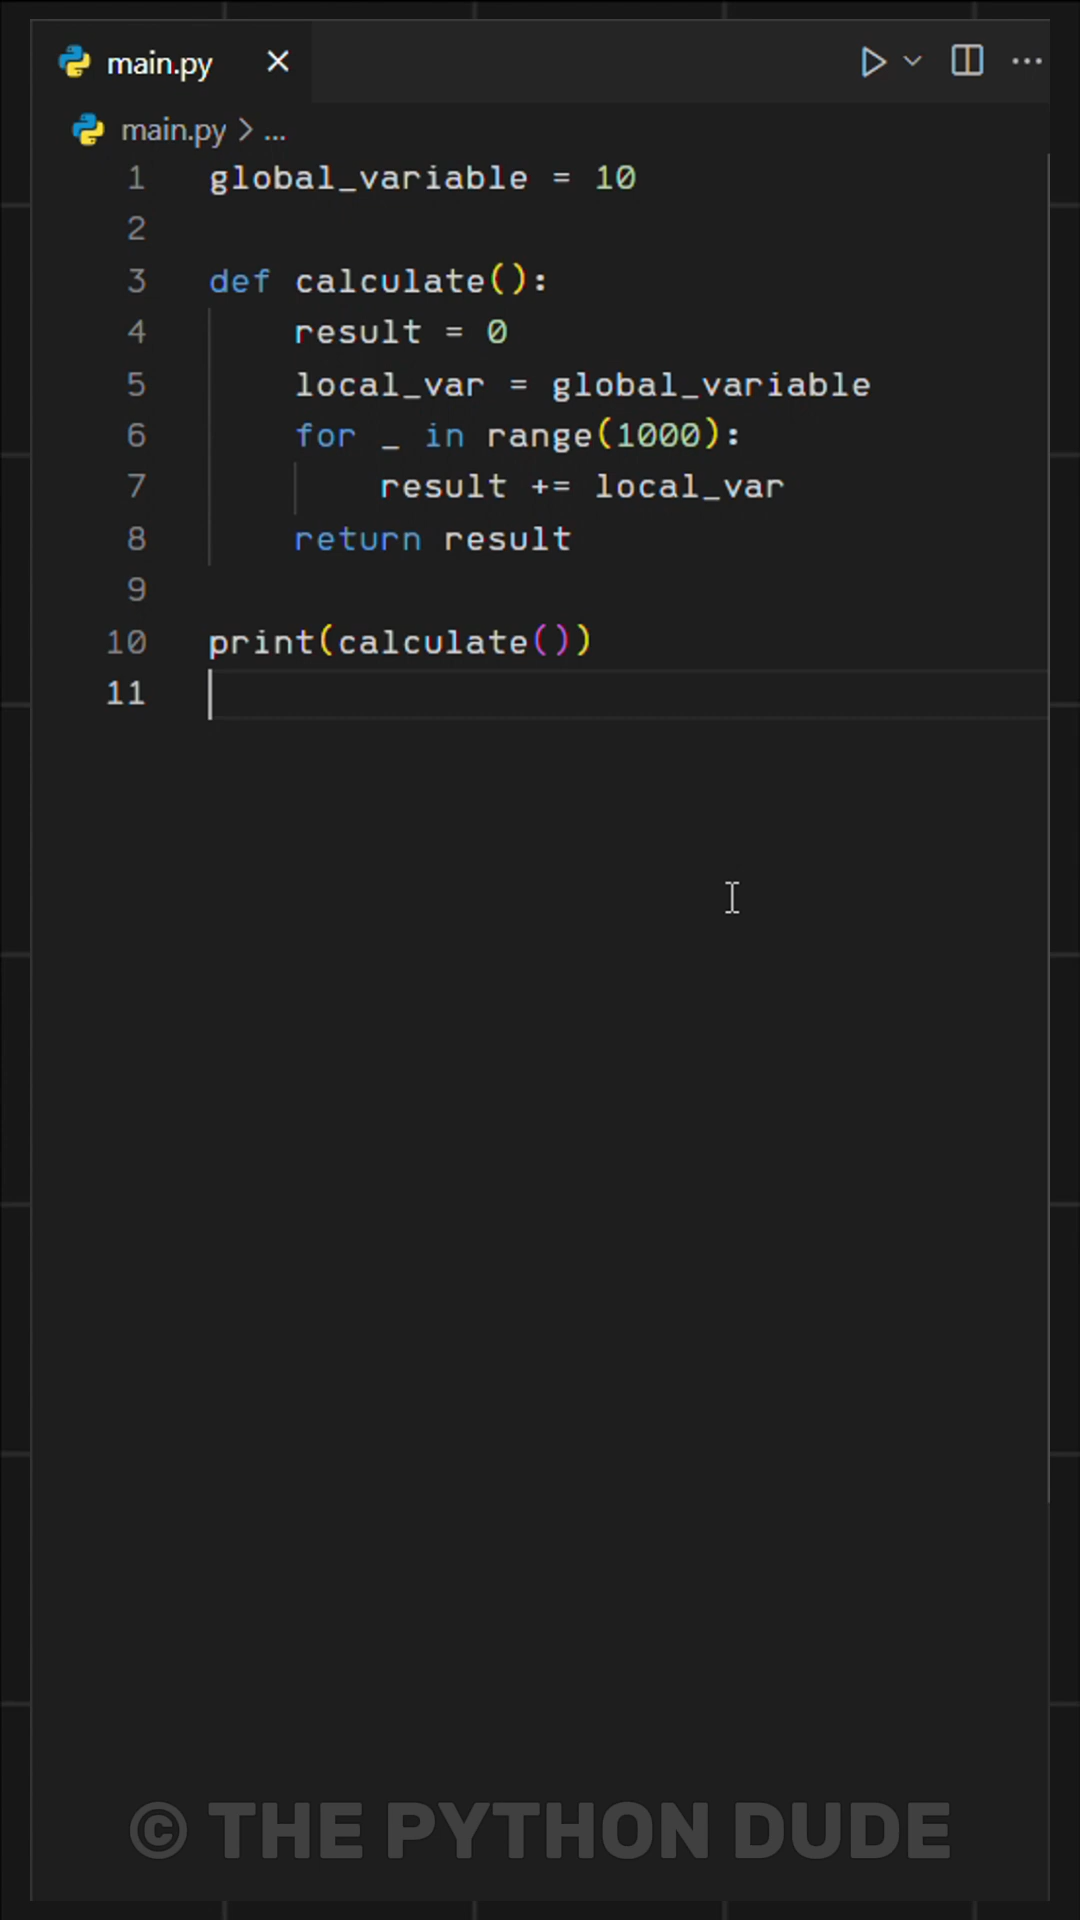 main.py
main.py > ...
1 global_variable = 10
2
3 def calculate():
4     result = 0
5     local_var = global_variable
6     for _ in range(1000):
7         result += local_var
8     return result
9
10 print(calculate())
11
© THE PYTHON DUDE